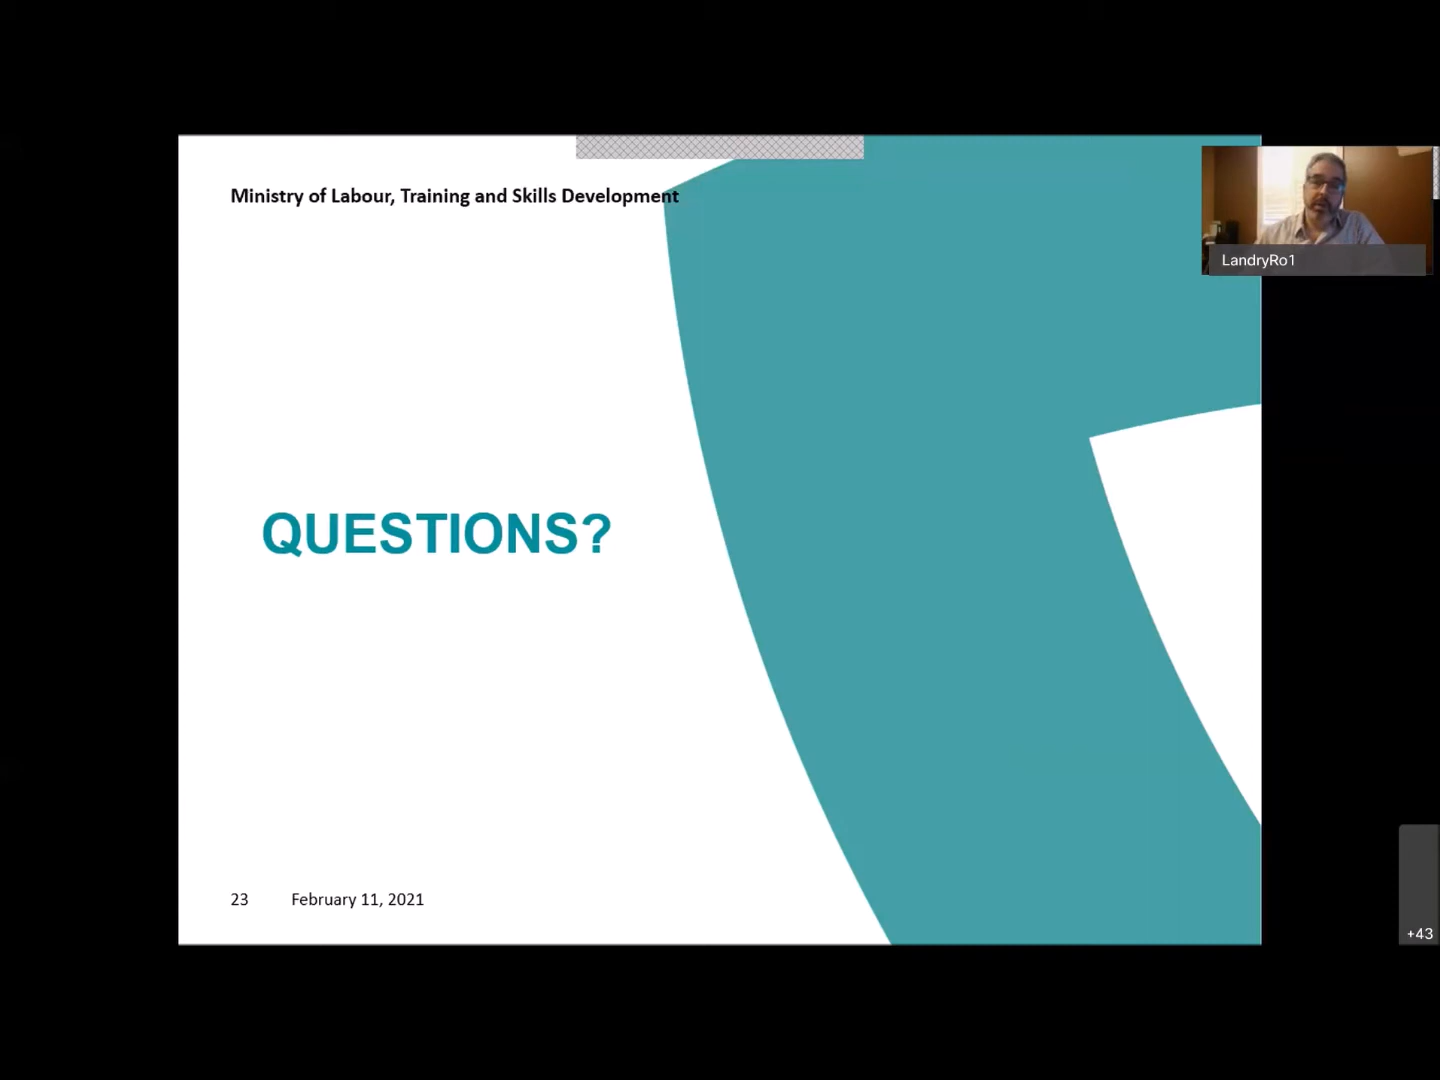 Ministry of Labour, Training and Skills Development
LandryRo1
QUESTIONS?
23 February 11, 2021
+43